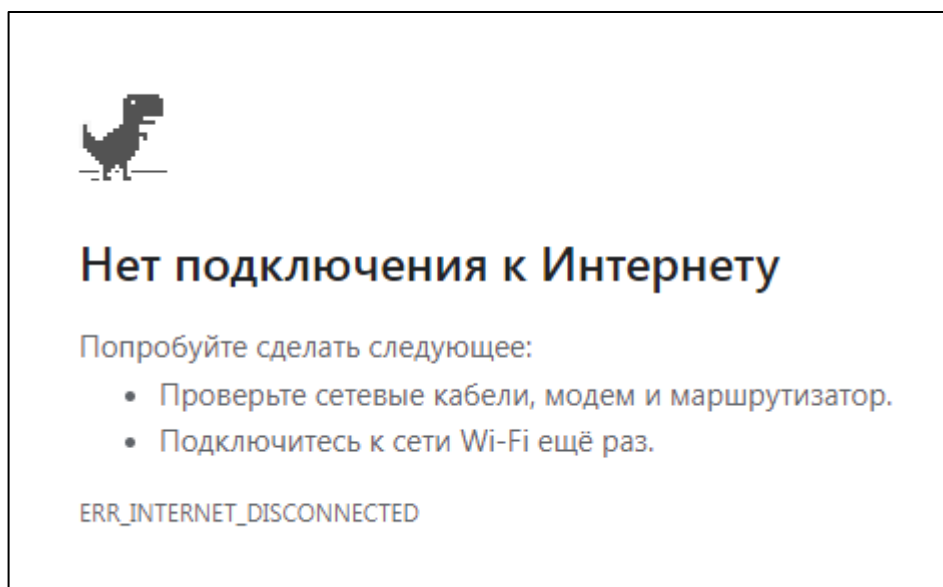 Нет подключения к Интернету
Попробуйте сделать следующее:
• Проверьте сетевые кабели, модем и маршрутизатор.
• Подключитесь к сети Wi-Fi ещё раз.
ERR_INTERNET_DISCONNECTED